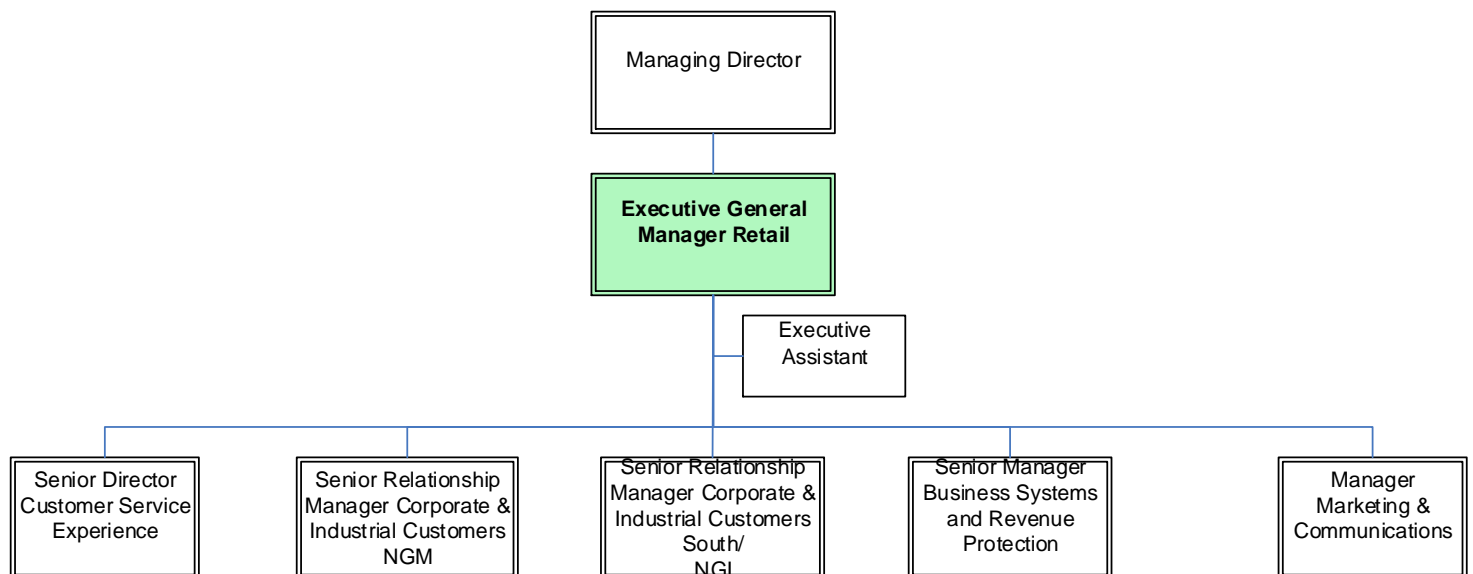 Managing Director
Executive General
Manager Retail
Executive
Assistant
Senior Director
Customer Service
Experience
Senior Relationship
Manager Corporate &
Industrial Customers
NGM
Senior Relationship
Manager Corporate &
Industrial Customers
South/
NGI
Senior Manager
Business Systems
and Revenue
Protection
Manager
Marketing &
Communications